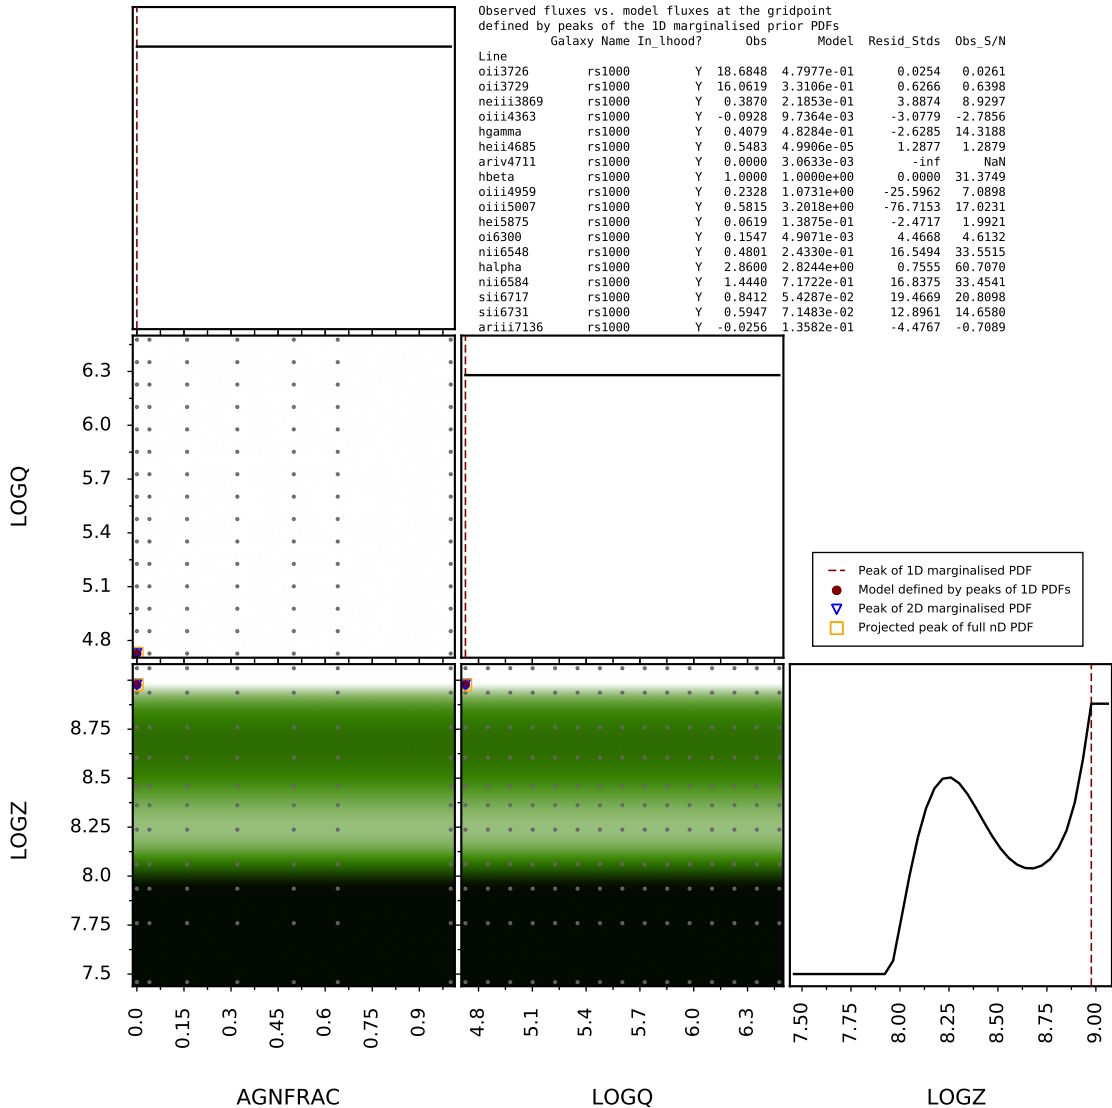 Observed fluxes vs. model fluxes at the gridpoint
defined by peaks of the 1D marginalised prior PDFs
Galaxy Name In_lhood? Obs Model Resid_Stds Obs_S/N
Line
oii3726 rs1000 Y 18.6848 4.7977e-01 0.0254 0.0261
oii3729 rs1000 Y 16.0619 3.3106e-01 0.6266 0.6398
neiii3869 rs1000 Y 0.3870 2.1853e-01 3.8874 8.9297
oiii4363 rs1000 Y -0.0928 9.7364e-03 -3.0779 -2.7856
hgamma rs1000 Y 0.4079 4.8284e-01 -2.6285 14.3188
heii4685 rs1000 Y 0.5483 4.9906e-05 1.2877 1.2879
ariv4711 rs1000 Y 0.0000 3.0633e-03 -inf NaN
hbeta rs1000 Y 1.0000 1.0000e+00 0.0000 31.3749
oiii4959 rs1000 Y 0.2328 1.0731e+00 -25.5962 7.0898
oiii5007 rs1000 Y 0.5815 3.2018e+00 -76.7153 17.0231
hei5875 rs1000 Y 0.0619 1.3875e-01 -2.4717 1.9921
oi6300 rs1000 Y 0.1547 4.9071e-03 4.4668 4.6132
nii6548 rs1000 Y 0.4801 2.4330e-01 16.5494 33.5515
halpha rs1000 Y 2.8600 2.8244e+00 0.7555 60.7070
nii6584 rs1000 Y 1.4440 7.1722e-01 16.8375 33.4541
sii6717 rs1000 Y 0.8412 5.4287e-02 19.4669 20.8098
sii6731 rs1000 Y 0.5947 7.1483e-02 12.8961 14.6580
ariii7136 rs1000 Y -0.0256 1.3582e-01 -4.4767 -0.7089
LOGQ
6.3
6.0
5.7
5.4
5.1
4.8
Peak of 1D marginalised PDF
Model defined by peaks of 1D PDFs
Peak of 2D marginalised PDF
Projected peak of full nD PDF
LOGZ
8.75
8.5
8.25
8.0
7.75
7.5
0.0 0.15 0.3 0.45 0.6 0.75 0.9
4.8 5.1 5.4 5.7 6.0 6.3
7.50 7.75 8.00 8.25 8.50 8.75 9.00
AGNFRAC LOGQ LOGZ